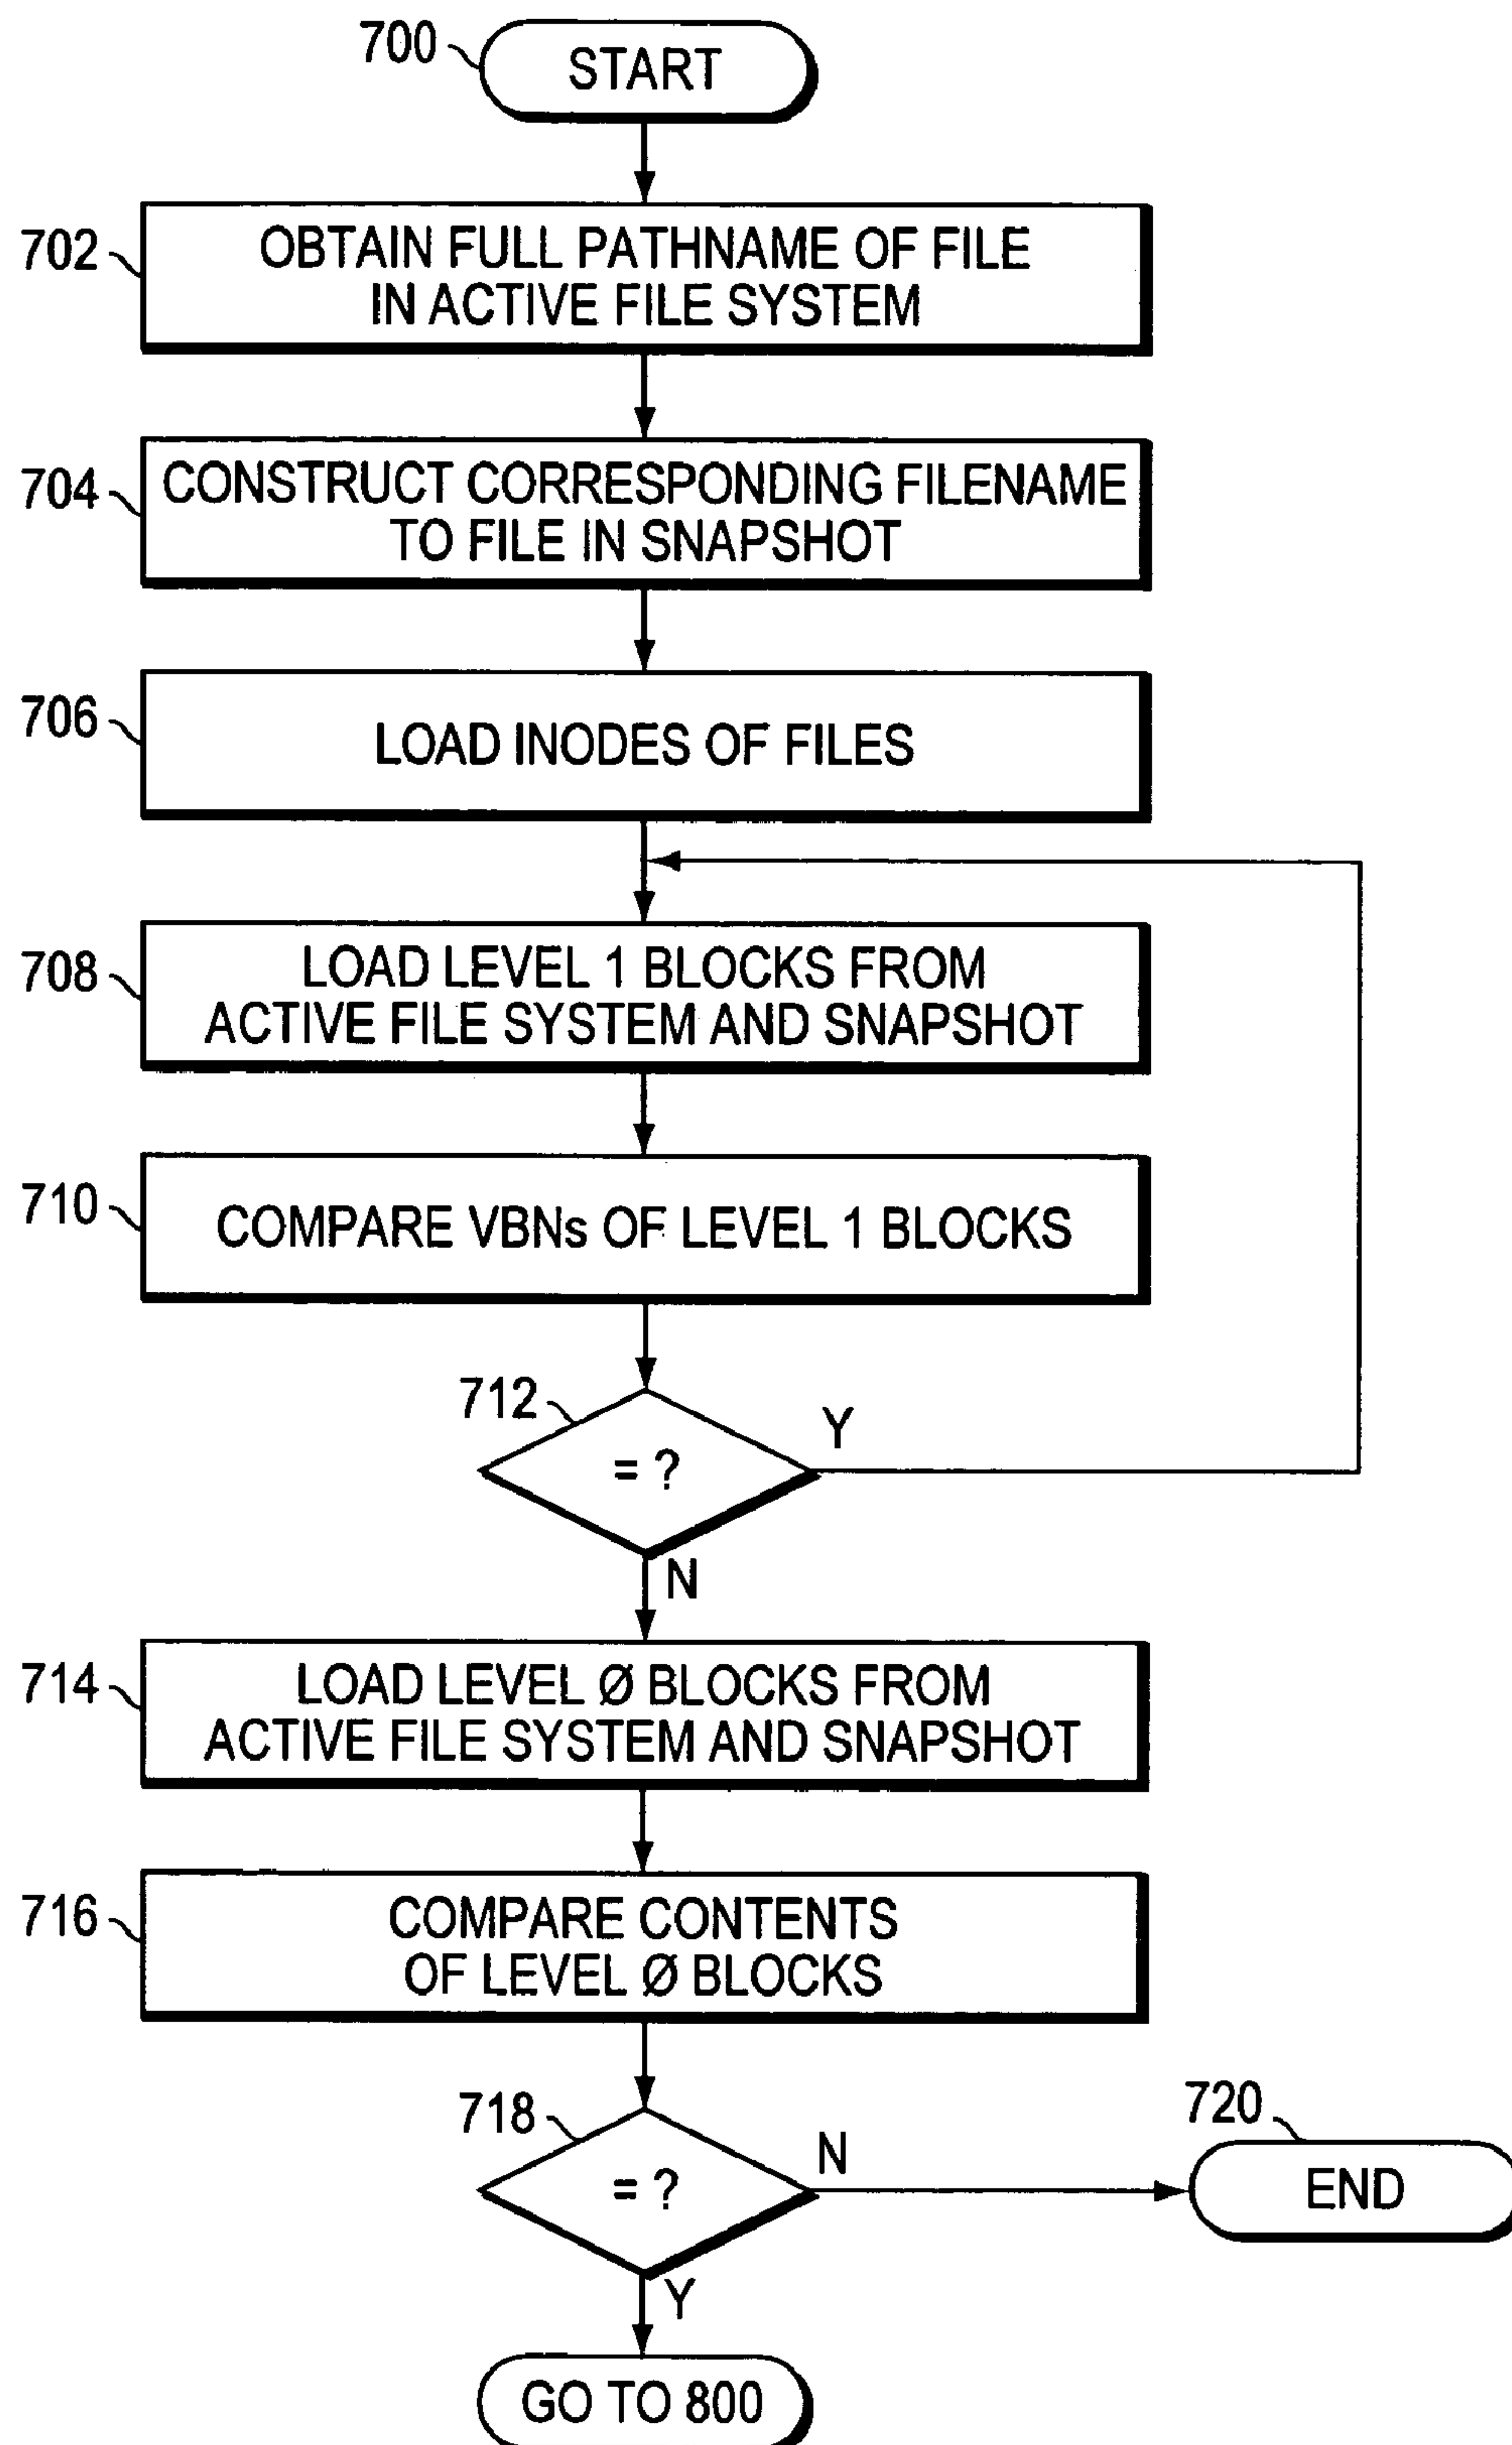 700
START
702
OBTAIN FULL PATHNAME OF FILE
IN ACTIVE FILE SYSTEM
704
CONSTRUCT CORRESPONDING FILENAME
TO FILE IN SNAPSHOT
706
LOAD INODES OF FILES
708
LOAD LEVEL 1 BLOCKS FROM
ACTIVE FILE SYSTEM AND SNAPSHOT
710
COMPARE VBNs OF LEVEL 1 BLOCKS
712
= ?
Y
N
714
LOAD LEVEL Ø BLOCKS FROM
ACTIVE FILE SYSTEM AND SNAPSHOT
716
COMPARE CONTENTS
OF LEVEL Ø BLOCKS
718
= ?
N
720
END
Y
GO TO 800